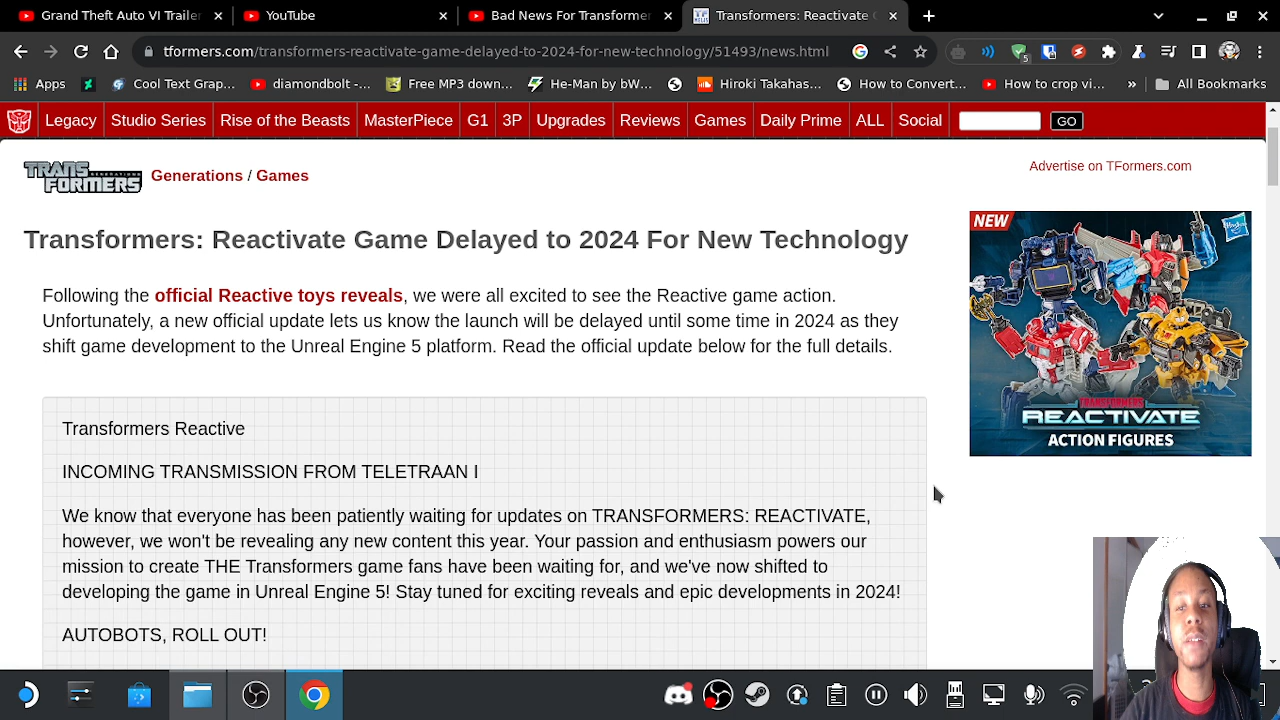 Grand Theft Auto VI Trailer
YouTube
Bad News For Transformer
Transformers: Reactivate G
tformers.com/transformers-reactivate-game-delayed-to-2024-for-new-technology/51493/news.html
5
Apps
Cool Text Grap...
diamondbolt -...
Free MP3 down...
He-Man by bW...
Hiroki Takahas...
How to Convert...
How to crop vi...
»
All Bookmarks
Legacy
Studio Series
Rise of the Beasts
MasterPiece
G1
3P
Upgrades
Reviews
Games
Daily Prime
ALL
Social
GO
TRANSFORMERS GENERATIONS
Generations / Games
Advertise on TFormers.com
Transformers: Reactivate Game Delayed to 2024 For New Technology
NEW
Hasbro
TRANSFORMERS
REACTIVATE
ACTION FIGURES
Following the official Reactive toys reveals, we were all excited to see the Reactive game action.
Unfortunately, a new official update lets us know the launch will be delayed until some time in 2024 as they
shift game development to the Unreal Engine 5 platform. Read the official update below for the full details.
Transformers Reactive
INCOMING TRANSMISSION FROM TELETRAAN I
We know that everyone has been patiently waiting for updates on TRANSFORMERS: REACTIVATE,
however, we won't be revealing any new content this year. Your passion and enthusiasm powers our
mission to create THE Transformers game fans have been waiting for, and we've now shifted to
developing the game in Unreal Engine 5! Stay tuned for exciting reveals and epic developments in 2024!
AUTOBOTS, ROLL OUT!